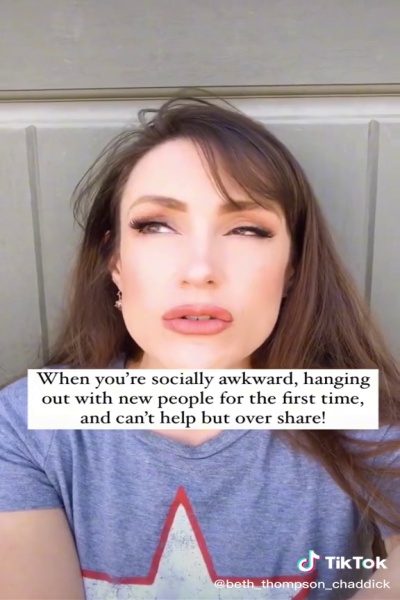 When you're socially awkward, hanging
out with new people for the first time,
and can't help but over share!
TikTok
@beth_thompson_chaddick